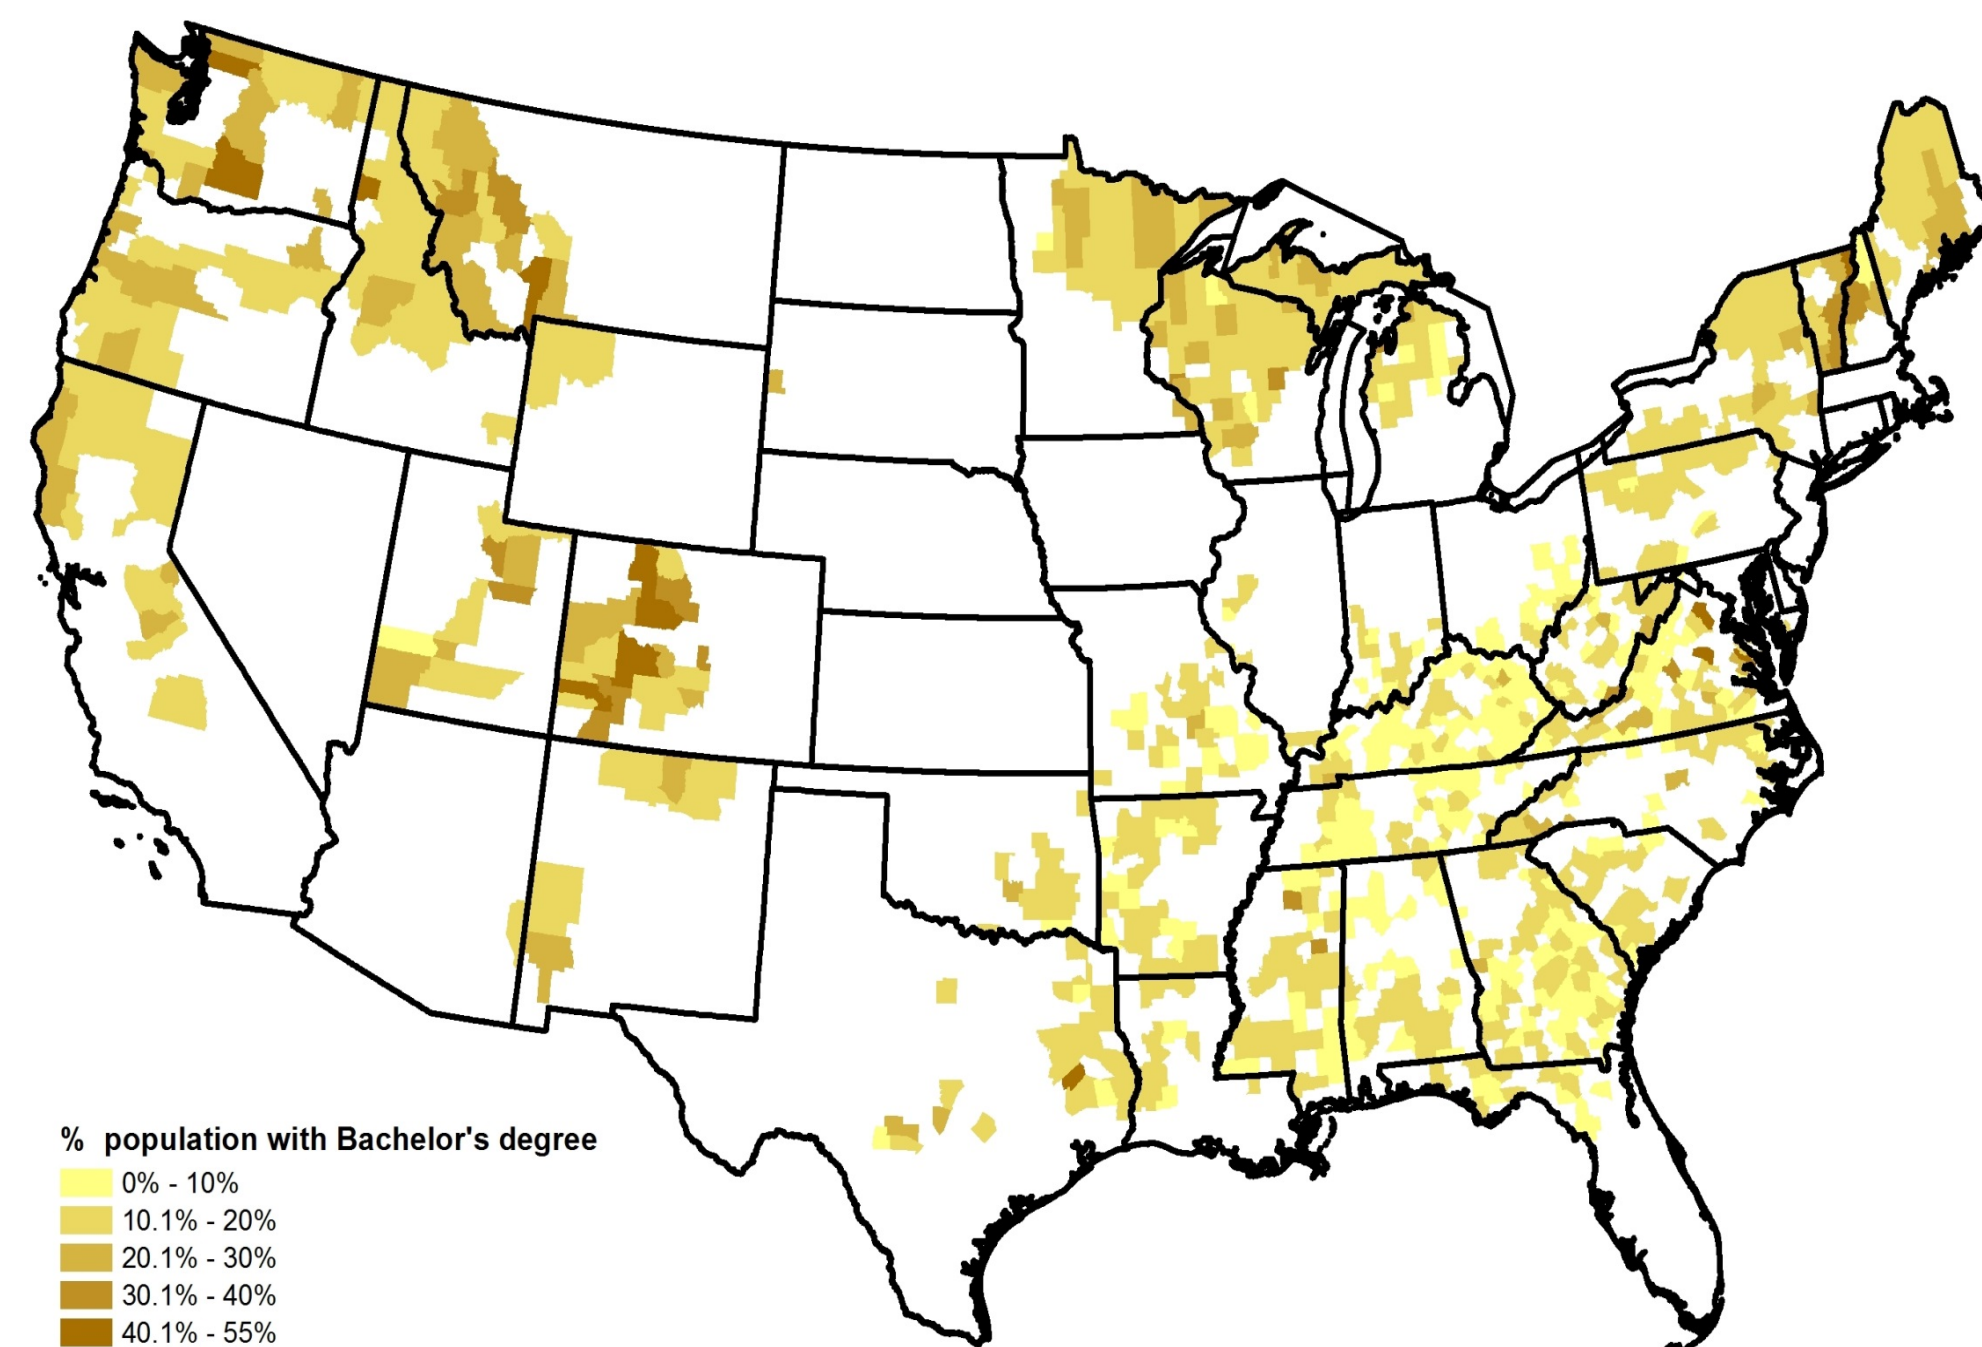 % population with Bachelor's degree
0% - 10%
10.1% - 20%
20.1% - 30%
30.1% - 40%
40.1% - 55%